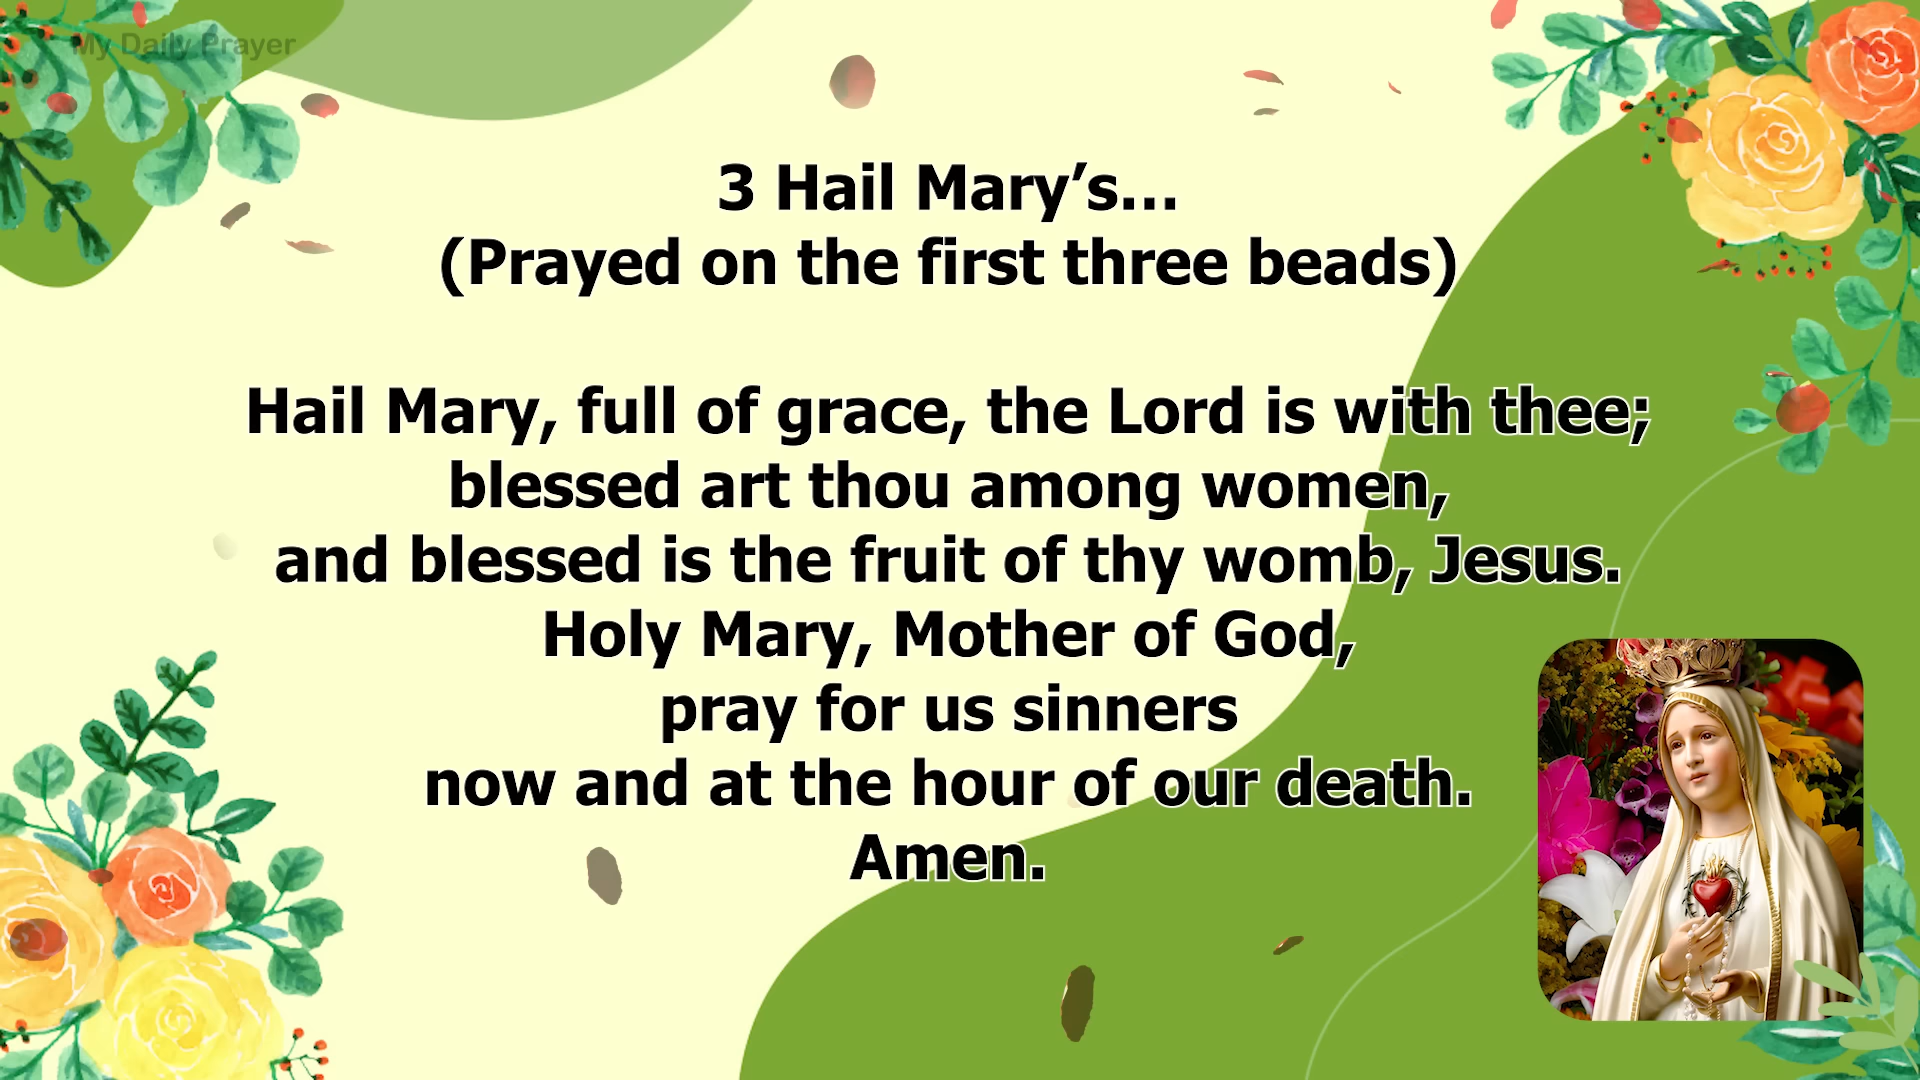 My Daily Prayer
3 Hail Mary’s...
(Prayed on the first three beads)
Hail Mary, full of grace, the Lord is with thee;
blessed art thou among women,
and blessed is the fruit of thy womb, Jesus.
Holy Mary, Mother of God,
pray for us sinners
now and at the hour of our death.
Amen.